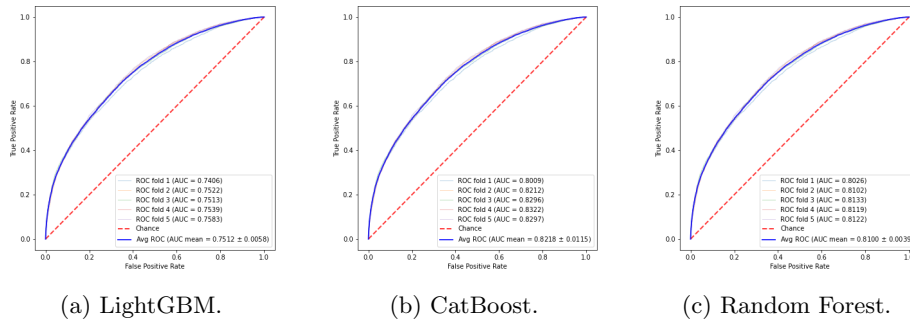 1.0
0.8
0.6
0.4
0.2
0.0
True Positive Rate
ROC fold 1 (AUC = 0.7406)
ROC fold 2 (AUC = 0.7522)
ROC fold 3 (AUC = 0.7513)
ROC fold 4 (AUC = 0.7539)
ROC fold 5 (AUC = 0.7583)
Chance
Avg ROC (AUC mean = 0.7512 ± 0.0058)
0.0 0.2 0.4 0.6 0.8 1.0
False Positive Rate
(a) LightGBM.
1.0
0.8
0.6
0.4
0.2
0.0
True Positive Rate
ROC fold 1 (AUC = 0.8009)
ROC fold 2 (AUC = 0.8212)
ROC fold 3 (AUC = 0.8296)
ROC fold 4 (AUC = 0.8322)
ROC fold 5 (AUC = 0.8297)
Chance
Avg ROC (AUC mean = 0.8218 ± 0.0115)
0.0 0.2 0.4 0.6 0.8 1.0
False Positive Rate
(b) CatBoost.
1.0
0.8
0.6
0.4
0.2
0.0
True Positive Rate
ROC fold 1 (AUC = 0.8026)
ROC fold 2 (AUC = 0.8102)
ROC fold 3 (AUC = 0.8133)
ROC fold 4 (AUC = 0.8119)
ROC fold 5 (AUC = 0.8122)
Chance
Avg ROC (AUC mean = 0.8100 ± 0.0039)
0.0 0.2 0.4 0.6 0.8 1.0
False Positive Rate
(c) Random Forest.